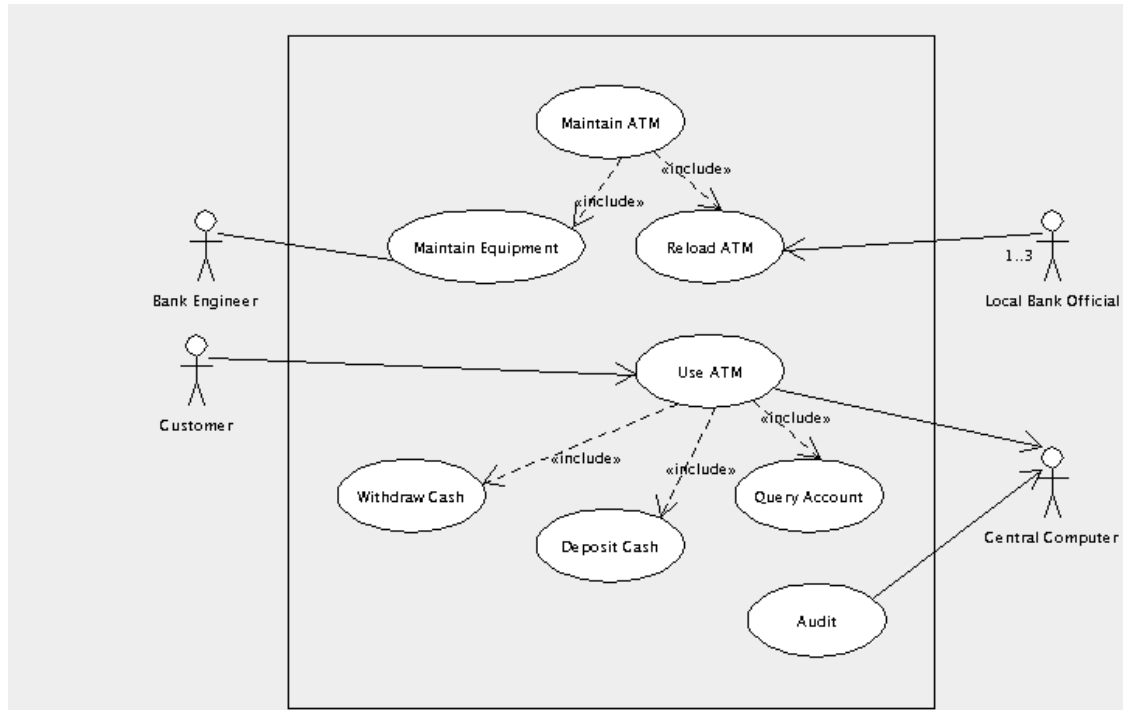 Maintain ATM
«include»
«include»
Maintain Equipment
Reload ATM
1..3
Bank Engineer
Local Bank Official
Use ATM
Customer
«include»
«include»
«include»
Withdraw Cash
Query Account
Deposit Cash
Central Computer
Audit